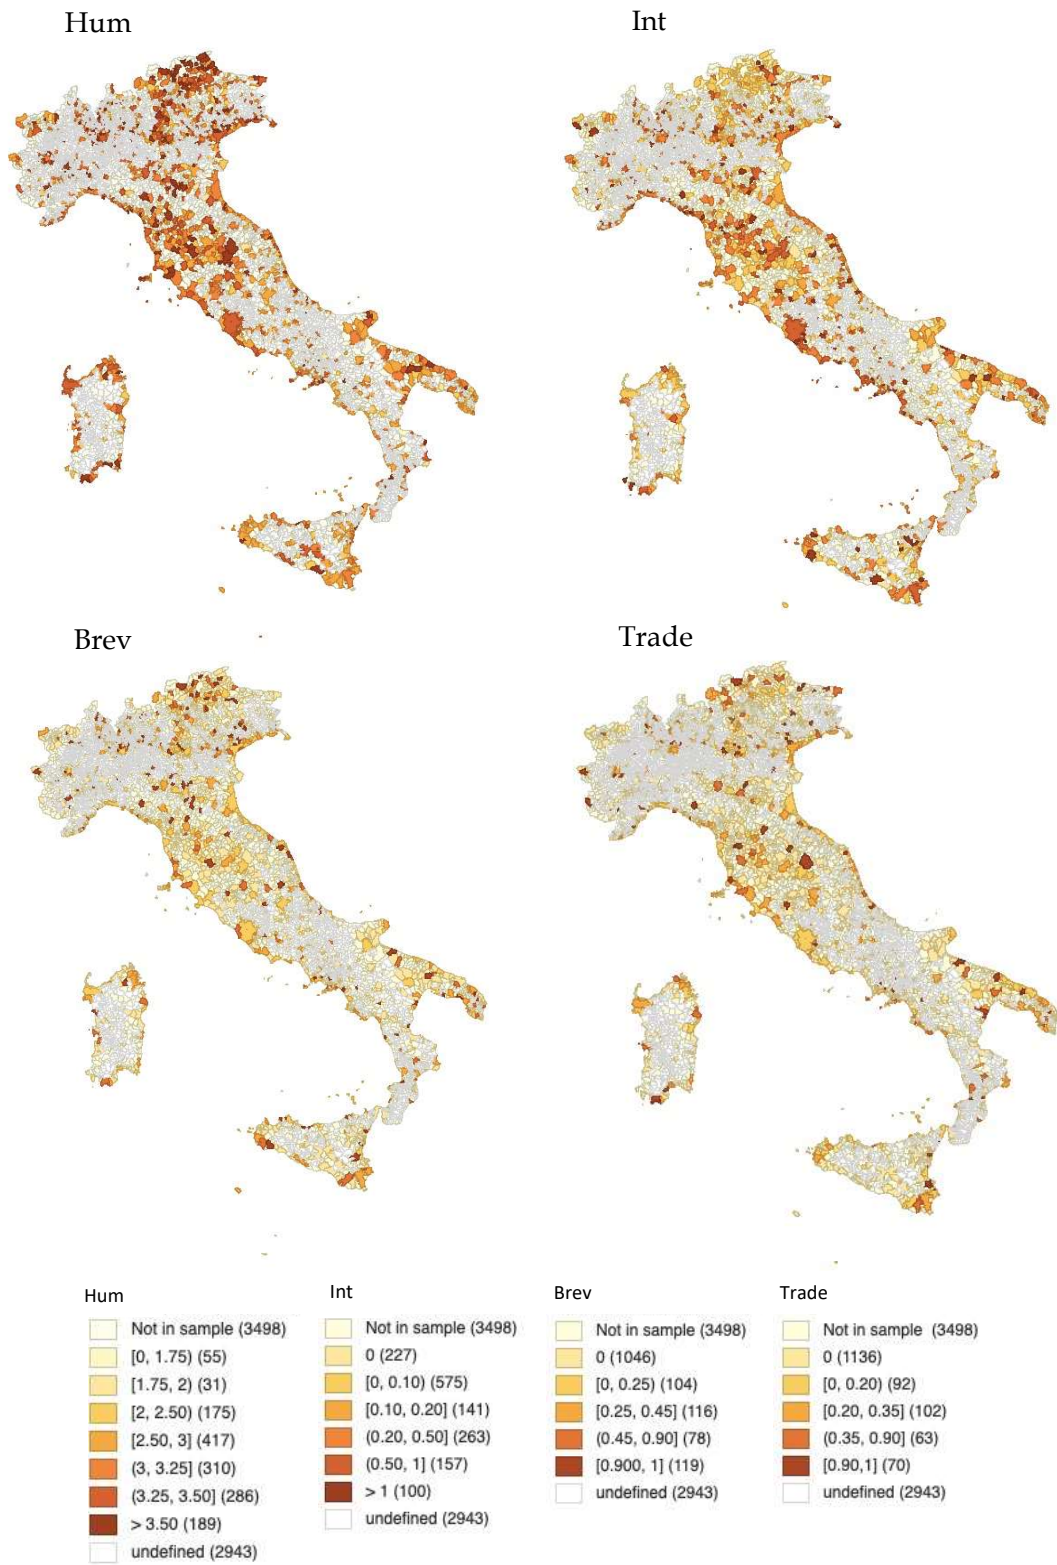 Hum
Int
Brev
Trade
Hum
Not in sample (3498)
[0, 1.75) (55)
[1.75, 2) (31)
[2, 2.50) (175)
[2.50, 3] (417)
(3, 3.25] (310)
(3.25, 3.50] (286)
> 3.50 (189)
undefined (2943)
Int
Not in sample (3498)
0 (227)
[0, 0.10) (575)
[0.10, 0.20] (141)
(0.20, 0.50] (263)
(0.50, 1] (157)
> 1 (100)
undefined (2943)
Brev
Not in sample (3498)
0 (1046)
[0, 0.25) (104)
[0.25, 0.45] (116)
(0.45, 0.90] (78)
[0.900, 1] (119)
undefined (2943)
Trade
Not in sample (3498)
0 (1136)
[0, 0.20) (92)
[0.20, 0.35] (102)
(0.35, 0.90] (63)
[0.90,1] (70)
undefined (2943)